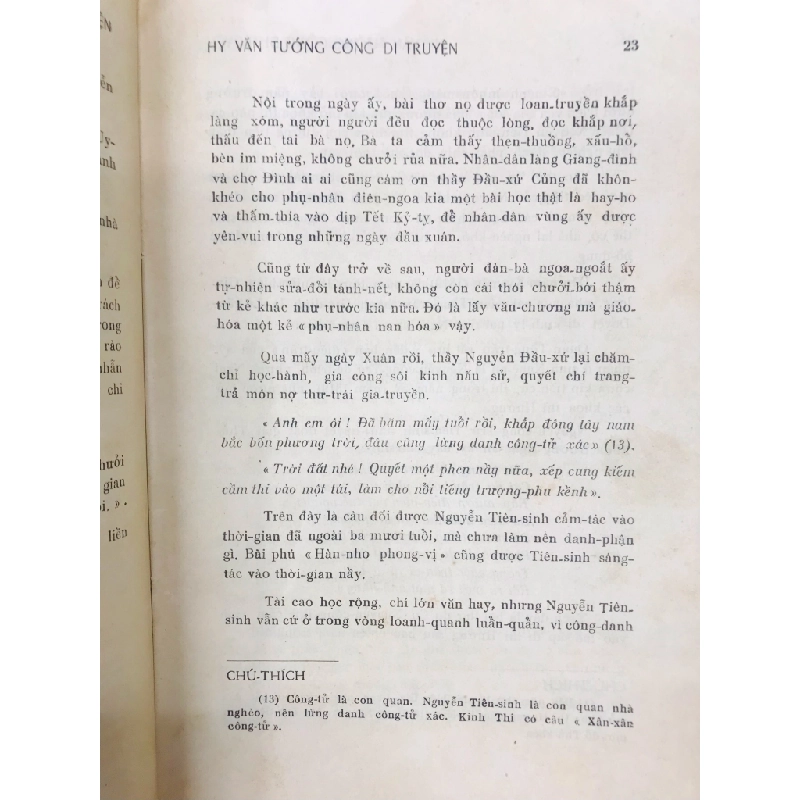 HY VĂN TƯỚNG CÔNG DI TRUYỆN 23
Nội trong ngày ấy, bài thơ nọ được loan-truyền khắp
làng xóm, người người đều đọc thuộc lòng, đọc khắp nơi,
thấu đến tai bà nọ. Bà ta cảm thấy thẹn-thuồng, xấu-hổ,
bèn im miệng, không chưởi rủa nữa. Nhân-dân làng Giang-đình
và chợ Đình ai ai cũng cám ơn thầy Đầu-xứ Củng đã khôn-
khéo cho phụ-nhân điêu-ngoa kia một bài học thật là hay-ho
và thấm-thía vào dịp Tết Kỷ-tỵ, để nhân-dân vùng ấy được
yên-vui trong những ngày đầu xuân.
Cũng từ đây trở về sau, người đàn-bà ngoa-ngoắt ấy
tự-nhiên sửa-đổi tánh-nết, không còn cái thói chưởi-bới thậm
từ kẻ khác như trước kia nữa. Đó là lấy văn-chương mà giáo-
hóa một kẻ « phụ-nhân nan hóa » vậy.
Qua mấy ngày Xuân rồi, thầy Nguyễn Đầu-xứ lại chăm-
chỉ học-hành, gia công sôi kinh nấu sử, quyết chí trang-
trả món nợ thư-trái gia-truyền.
« Anh em ôi ! Đã băm mấy tuổi rồi, khắp đông tây nam
bắc bốn phương trời, đâu cũng lừng danh công-tử xác » (13).
« Trời đất nhẻ ! Quyết một phen nầy nữa, xếp cung kiếm
cầm thi vào một túi, làm cho nổi tiếng trượng-phu kềnh ».
Trên đây là câu đối được Nguyễn Tiên-sinh cảm-tác vào
thời-gian đã ngoài ba mươi tuổi, mà chưa làm nên danh-phận
gì. Bài phú « Hàn-nho phong-vị » cũng được Tiên-sinh sáng-
tác vào thời-gian nầy.
Tài cao học rộng, chí lớn văn hay, nhưng Nguyễn Tiên-
sinh vẫn cứ ở trong vòng loanh-quanh luẩn-quẩn, vì công-danh
CHÚ-THÍCH
(13) Công-tử là con quan. Nguyễn Tiên-sinh là con quan nhà
nghèo, nên lừng danh công-tử xác. Kinh Thi có câu « Xân-xân
công-tử ».